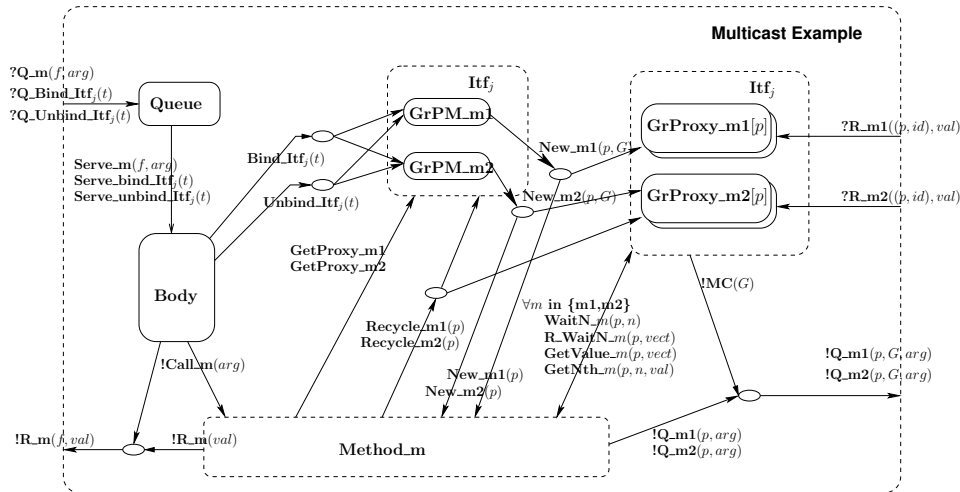 Multicast Example
?Q_m(f, arg)
?Q_Bind_Itf_j(t)
?Q_Unbind_Itf_j(t)
Queue
Itf_j
Itf_j
GrPM_m1
GrPM_m2
GrProxy_m1[p]
GrProxy_m2[p]
?R_m1((p, id), val)
?R_m2((p, id), val)
New_m1(p, G)
New_m2(p, G)
Bind_Itf_j(t)
Unbind_Itf_j(t)
Serve_m(f, arg)
Serve_bind_Itf_j(t)
Serve_unbind_Itf_j(t)
GetProxy_m1
GetProxy_m2
Body
!MC(G)
∀m in {m1,m2}
WaitN_m(p, n)
R_WaitN_m(p, vect)
GetValue_m(p, vect)
GetNth_m(p, n, val)
Recycle_m1(p)
Recycle_m2(p)
New_m1(p)
New_m2(p)
!Call_m(arg)
!Q_m1(p, G, arg)
!Q_m2(p, G, arg)
!R_m(f, val)
!R_m(val)
Method_m
!Q_m1(p, arg)
!Q_m2(p, arg)